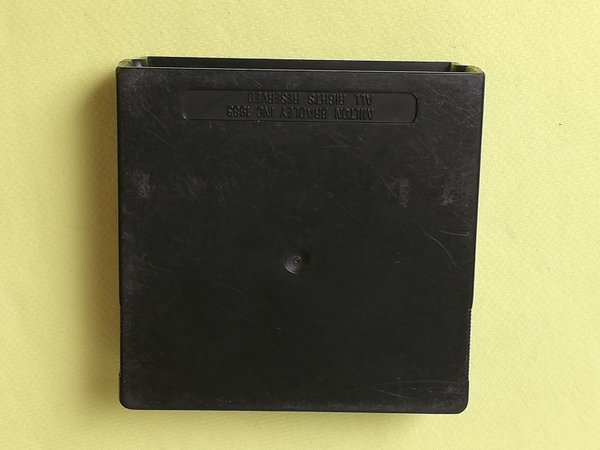 MILTON BRADLEY INC 1983
ALL RIGHTS RESERVED